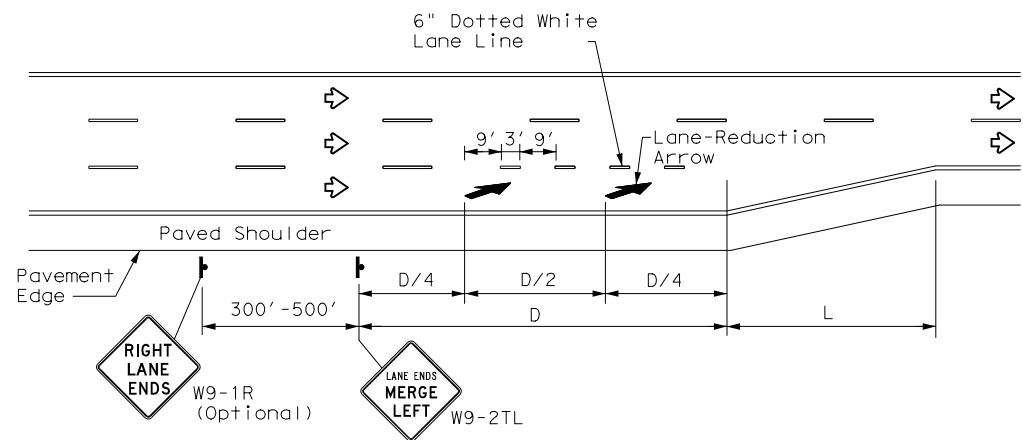 6" Dotted White
Lane Line
9' 3' 9'
Lane-Reduction
Arrow
Paved Shoulder
Pavement
Edge
D/4 D/2 D/4
300'-500' D L
RIGHT
LANE
ENDS
W9-1R
(Optional)
LANE ENDS
MERGE
LEFT
W9-2TL